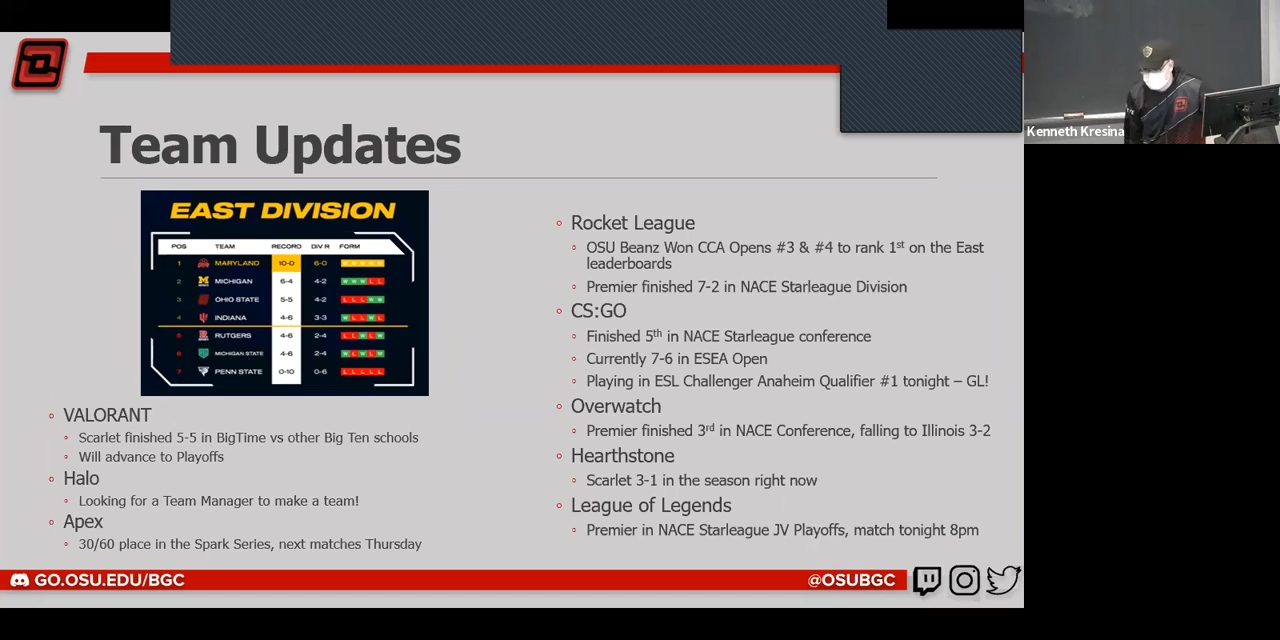 Kenneth Kresina
Team Updates
EAST DIVISION
POS TEAM RECORD DIV R FORM
1 MARYLAND 10-0 6-0 W W W W W
2 MICHIGAN 6-4 4-2 W W W L L
3 OHIO STATE 5-5 4-2 L L L W W
4 INDIANA 4-6 3-3 W L L W L
5 RUTGERS 4-6 2-4 L L W L W
6 MICHIGAN STATE 4-6 2-4 W L W L W
7 PENN STATE 0-10 0-6 L L L L L
VALORANT
Scarlet finished 5-5 in BigTime vs other Big Ten schools
Will advance to Playoffs
Halo
Looking for a Team Manager to make a team!
Apex
30/60 place in the Spark Series, next matches Thursday
Rocket League
OSU Beanz Won CCA Opens #3 & #4 to rank 1st on the East
leaderboards
Premier finished 7-2 in NACE Starleague Division
CS:GO
Finished 5th in NACE Starleague conference
Currently 7-6 in ESEA Open
Playing in ESL Challenger Anaheim Qualifier #1 tonight – GL!
Overwatch
Premier finished 3rd in NACE Conference, falling to Illinois 3-2
Hearthstone
Scarlet 3-1 in the season right now
League of Legends
Premier in NACE Starleague JV Playoffs, match tonight 8pm
GO.OSU.EDU/BGC
@OSUBGC